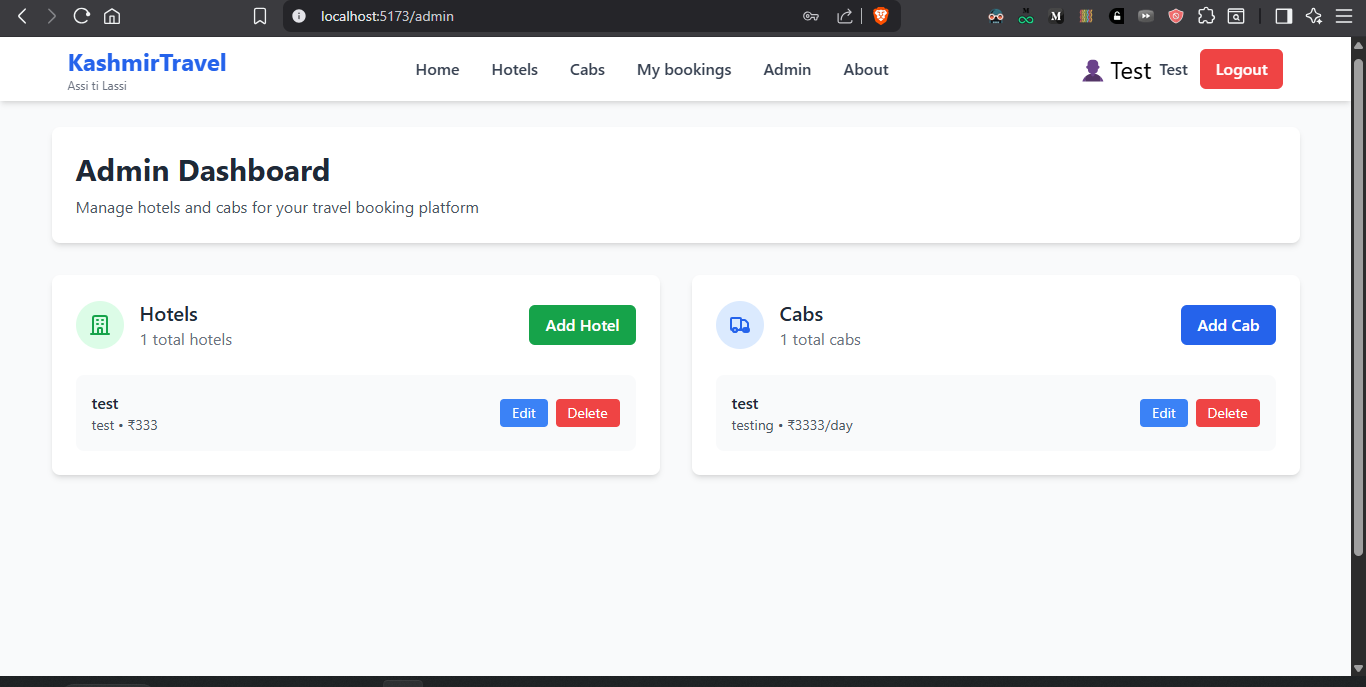 localhost:5173/admin
KashmirTravel
Assi ti Lassi
Home Hotels Cabs My bookings Admin About
Test Test Logout
Admin Dashboard
Manage hotels and cabs for your travel booking platform
Hotels
1 total hotels
Add Hotel
test
test • ₹333
Edit Delete
Cabs
1 total cabs
Add Cab
test
testing • ₹3333/day
Edit Delete